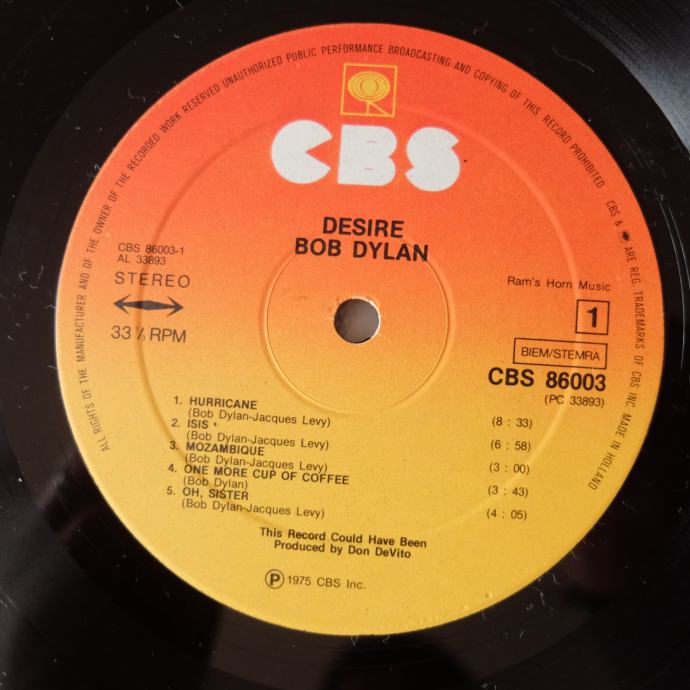 ALL RIGHTS OF THE MANUFACTURER AND OF THE OWNER OF THE RECORDED WORK RESERVED UNAUTHORIZED PUBLIC PERFORMANCE BROADCASTING AND COPYING OF THIS RECORD PROHIBITED CBS & ARE REG. TRADEMARKS OF CBS INC. MADE IN HOLLAND
CBS
DESIRE
BOB DYLAN
CBS 86003-1
AL 33893
STEREO
33 ⅓ RPM
Ram's Horn Music
1
BIEM/STEMRA
CBS 86003
(PC 33893)
1. HURRICANE
(Bob Dylan-Jacques Levy) (8 : 33)
2. ISIS
(Bob Dylan-Jacques Levy) (6 : 58)
3. MOZAMBIQUE
(Bob Dylan-Jacques Levy) (3 : 00)
4. ONE MORE CUP OF COFFEE
(Bob Dylan) (3 : 43)
5. OH, SISTER
(Bob Dylan-Jacques Levy) (4 : 05)
This Record Could Have Been
Produced by Don DeVito
Ⓟ 1975 CBS Inc.